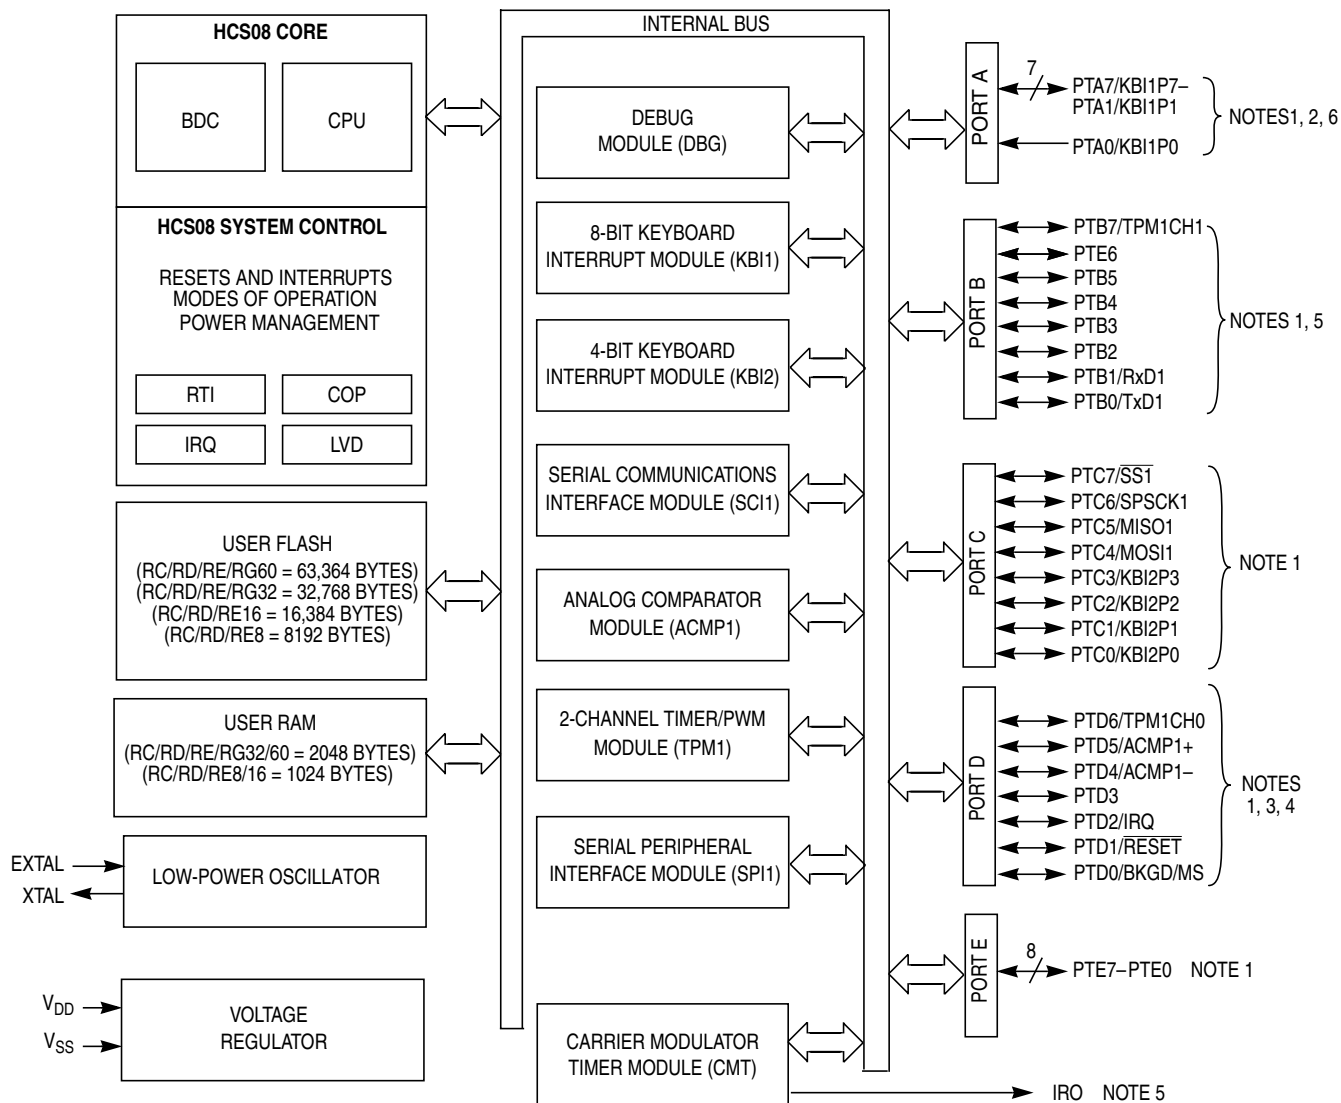 HCS08 CORE
BDC
CPU
HCS08 SYSTEM CONTROL
RESETS AND INTERRUPTS
MODES OF OPERATION
POWER MANAGEMENT
RTI
COP
IRQ
LVD
USER FLASH
(RC/RD/RE/RG60 = 63,364 BYTES)
(RC/RD/RE/RG32 = 32,768 BYTES)
(RC/RD/RE16 = 16,384 BYTES)
(RC/RD/RE8 = 8192 BYTES)
USER RAM
(RC/RD/RE/RG32/60 = 2048 BYTES)
(RC/RD/RE8/16 = 1024 BYTES)
EXTAL
XTAL
LOW-POWER OSCILLATOR
VDD
VSS
VOLTAGE
REGULATOR
INTERNAL BUS
DEBUG
MODULE (DBG)
8-BIT KEYBOARD
INTERRUPT MODULE (KBI1)
4-BIT KEYBOARD
INTERRUPT MODULE (KBI2)
SERIAL COMMUNICATIONS
INTERFACE MODULE (SCI1)
ANALOG COMPARATOR
MODULE (ACMP1)
2-CHANNEL TIMER/PWM
MODULE (TPM1)
SERIAL PERIPHERAL
INTERFACE MODULE (SPI1)
CARRIER MODULATOR
TIMER MODULE (CMT)
PORT A
7
PTA7/KBI1P7–
PTA1/KBI1P1
PTA0/KBI1P0
NOTES1, 2, 6
PORT B
PTB7/TPM1CH1
PTE6
PTB5
PTB4
PTB3
PTB2
PTB1/RxD1
PTB0/TxD1
NOTES 1, 5
PORT C
PTC7/SS1
PTC6/SPSCK1
PTC5/MISO1
PTC4/MOSI1
PTC3/KBI2P3
PTC2/KBI2P2
PTC1/KBI2P1
PTC0/KBI2P0
NOTE 1
PORT D
PTD6/TPM1CH0
PTD5/ACMP1+
PTD4/ACMP1–
PTD3
PTD2/IRQ
PTD1/RESET
PTD0/BKGD/MS
NOTES
1, 3, 4
PORT E
8
PTE7–PTE0 NOTE 1
IRO NOTE 5